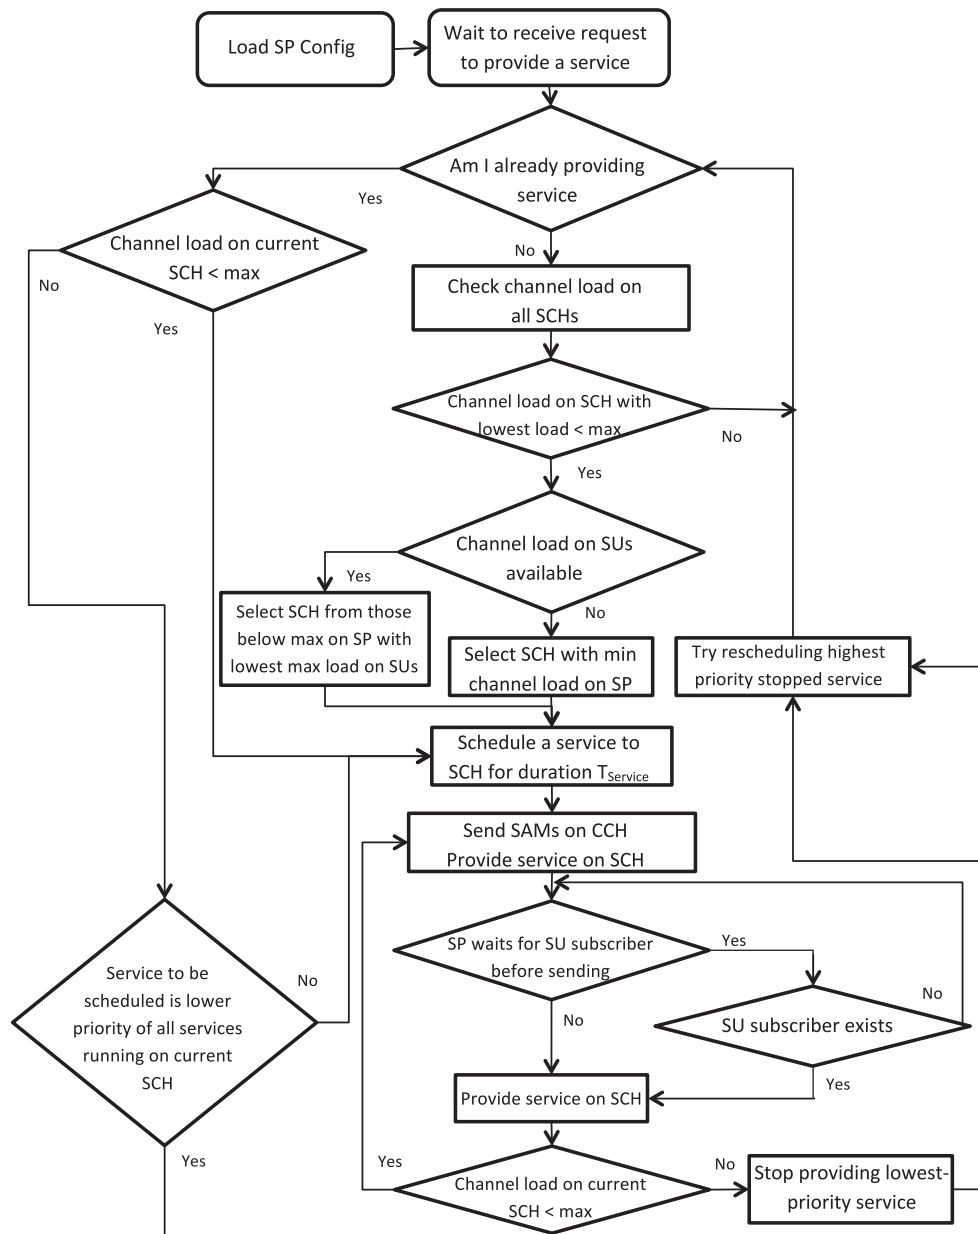 Load SP Config
Wait to receive request
to provide a service
Am I already providing
service
Yes
No
Channel load on current
SCH < max
No
Yes
Check channel load on
all SCHs
Channel load on SCH with
lowest load < max
No
Yes
Channel load on SUs
available
Yes
No
Select SCH from those
below max on SP with
lowest max load on SUs
Select SCH with min
channel load on SP
Try rescheduling highest
priority stopped service
Schedule a service to
SCH for duration TService
Send SAMs on CCH
Provide service on SCH
SP waits for SU subscriber
before sending
Yes
No
SU subscriber exists
No
Yes
Service to be
scheduled is lower
priority of all services
running on current
SCH
No
Yes
Provide service on SCH
Channel load on current
SCH < max
Yes
No
Stop providing lowest-
priority service